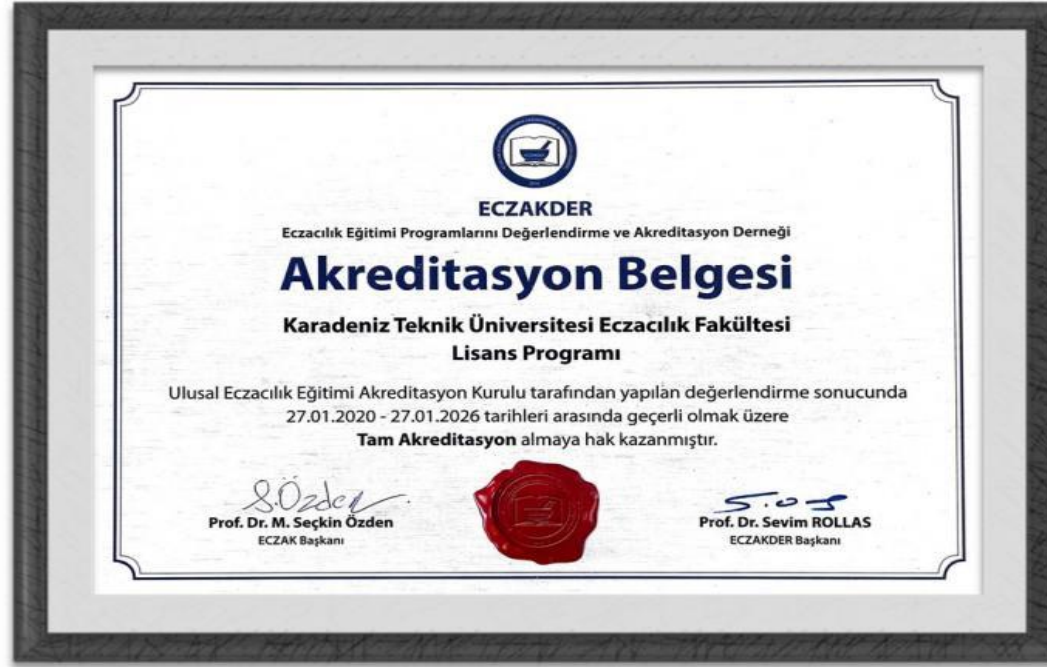 ECZAKDER
Eczacılık Eğitimi Programlarını Değerlendirme ve Akreditasyon Derneği
Akreditasyon Belgesi
Karadeniz Teknik Üniversitesi Eczacılık Fakültesi
Lisans Programı
Ulusal Eczacılık Eğitimi Akreditasyon Kurulu tarafından yapılan değerlendirme sonucunda
27.01.2020 - 27.01.2026 tarihleri arasında geçerli olmak üzere
Tam Akreditasyon almaya hak kazanmıştır.
S.Özden
Prof. Dr. M. Seçkin Özden
ECZAK Başkanı
Prof. Dr. Sevim ROLLAS
ECZAKDER Başkanı